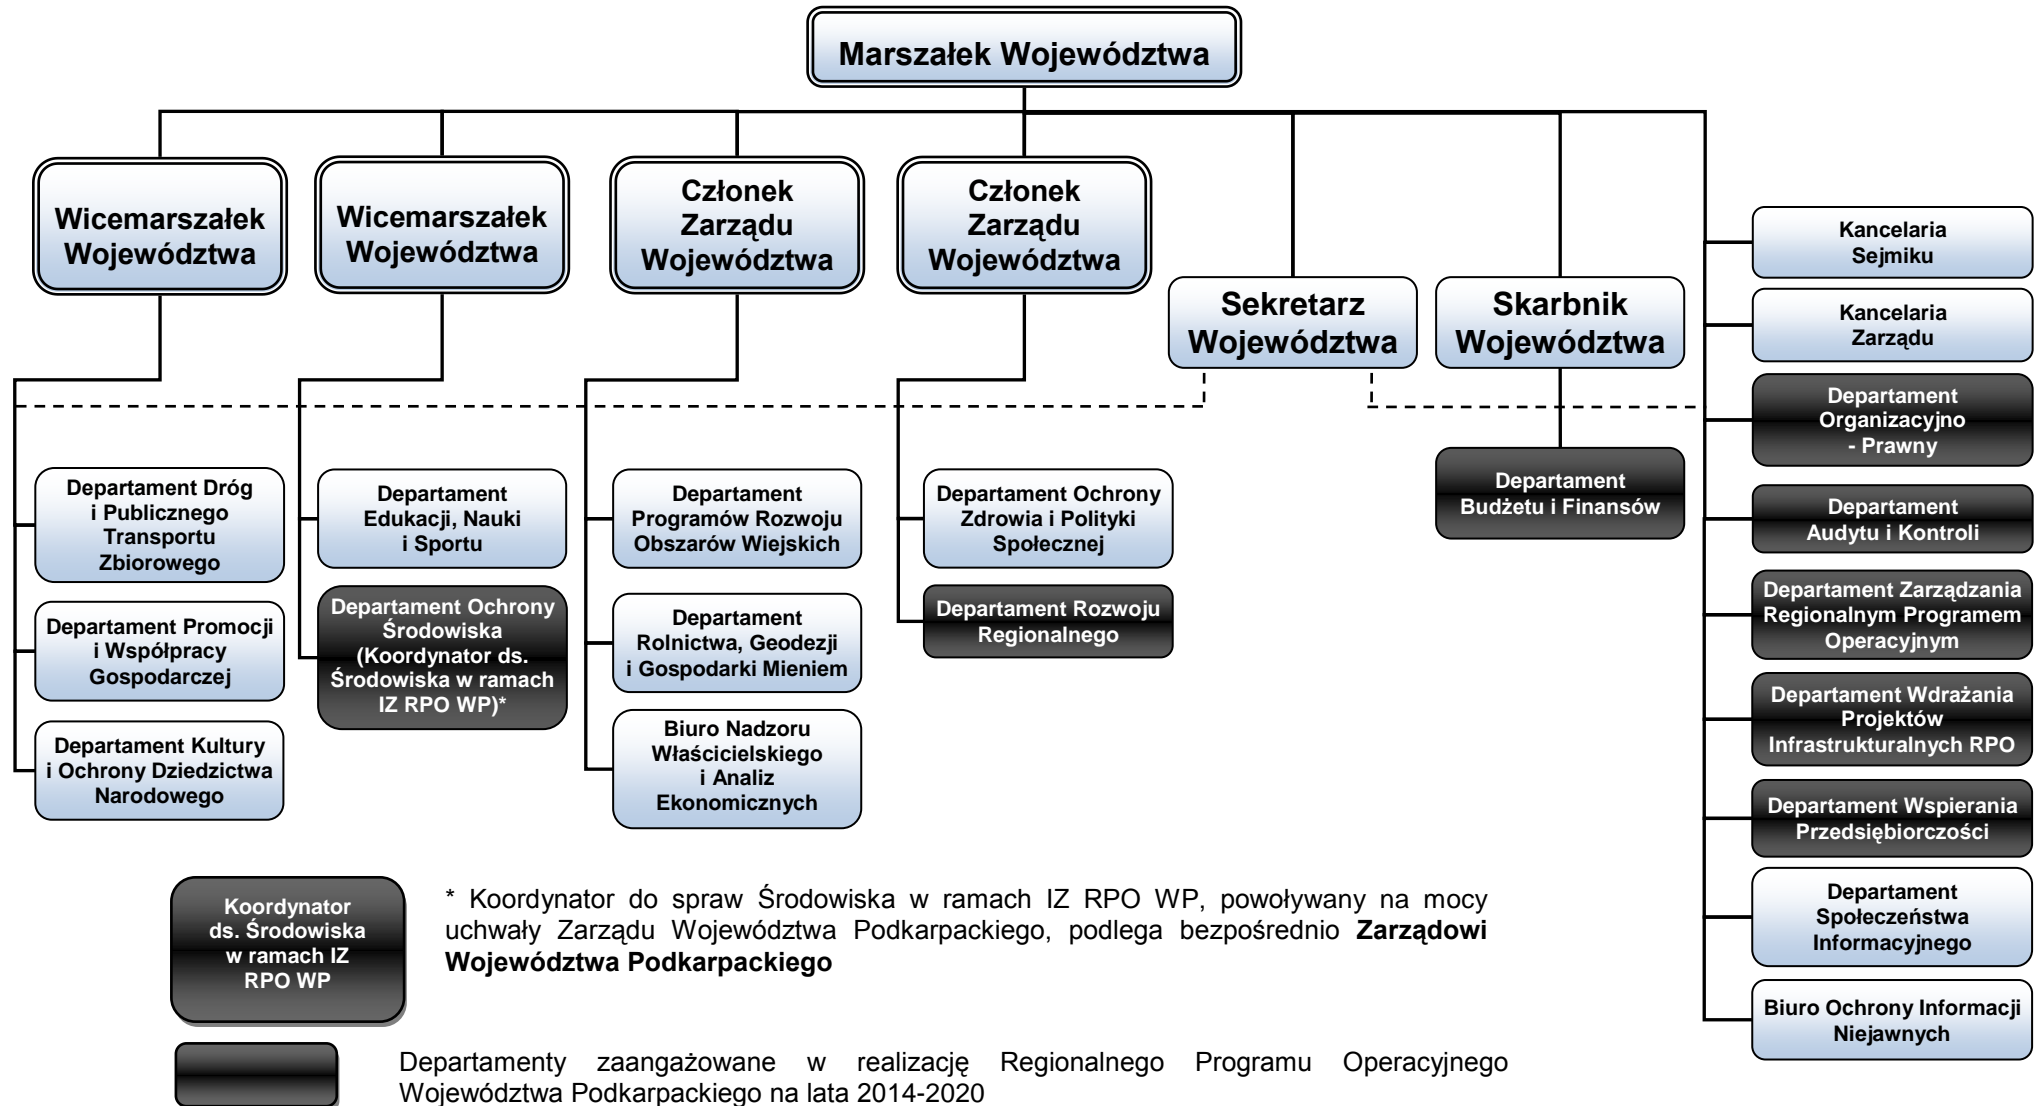 Marszałek Województwa
Wicemarszałek
Województwa
Wicemarszałek
Województwa
Członek
Zarządu
Województwa
Członek
Zarządu
Województwa
Sekretarz
Województwa
Skarbnik
Województwa
Departament Dróg
i Publicznego
Transportu
Zbiorowego
Departament Promocji
i Współpracy
Gospodarczej
Departament Kultury
i Ochrony Dziedzictwa
Narodowego
Departament
Edukacji, Nauki
i Sportu
Departament Ochrony
Środowiska
(Koordynator ds.
Środowiska w ramach
IZ RPO WP)*
Departament
Programów Rozwoju
Obszarów Wiejskich
Departament
Rolnictwa, Geodezji
i Gospodarki Mieniem
Biuro Nadzoru
Właścicielskiego
i Analiz
Ekonomicznych
Departament Ochrony
Zdrowia i Polityki
Społecznej
Departament Rozwoju
Regionalnego
Departament
Budżetu i Finansów
Kancelaria
Sejmiku
Kancelaria
Zarządu
Departament
Organizacyjno
- Prawny
Departament
Audytu i Kontroli
Departament Zarządzania
Regionalnym Programem
Operacyjnym
Departament Wdrażania
Projektów
Infrastrukturalnych RPO
Departament Wspierania
Przedsiębiorczości
Departament
Społeczeństwa
Informacyjnego
Biuro Ochrony Informacji
Niejawnych
Koordynator
ds. Środowiska
w ramach IZ
RPO WP
* Koordynator do spraw Środowiska w ramach IZ RPO WP, powoływany na mocy
uchwały Zarządu Województwa Podkarpackiego, podlega bezpośrednio Zarządowi
Województwa Podkarpackiego
Departamenty zaangażowane w realizację Regionalnego Programu Operacyjnego
Województwa Podkarpackiego na lata 2014-2020